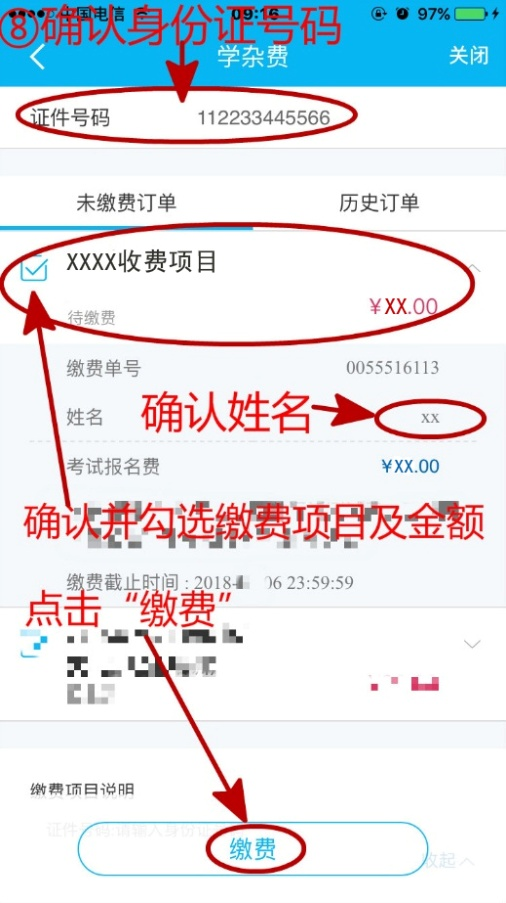 中国电信 09:16 97%
⑧确认身份证号码
学杂费 关闭
证件号码 112233445566
未缴费订单 历史订单
XXXX收费项目
待缴费 ¥XX.00
缴费单号 0055516113
姓名 确认姓名 xx
考试报名费 ¥XX.00
确认并勾选缴费项目及金额
缴费截止时间 : 2018- 06 23:59:59
点击“缴费”
缴费项目说明
证件号码:请输入身份证
缴费
收起